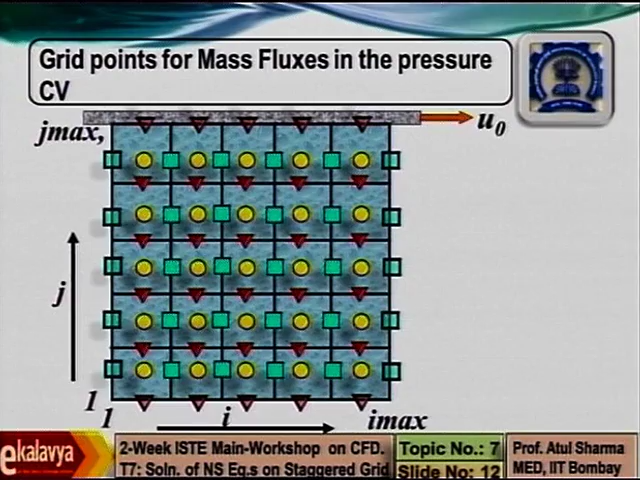 Grid points for Mass Fluxes in the pressure
CV
jmax,
u0
j
1
1
i
imax
ekalavya
2-Week ISTE Main-Workshop on CFD.
T7: Soln. of NS Eq.s on Staggered Grid
Topic No.: 7
Slide No: 12
Prof. Atul Sharma
MED, IIT Bombay